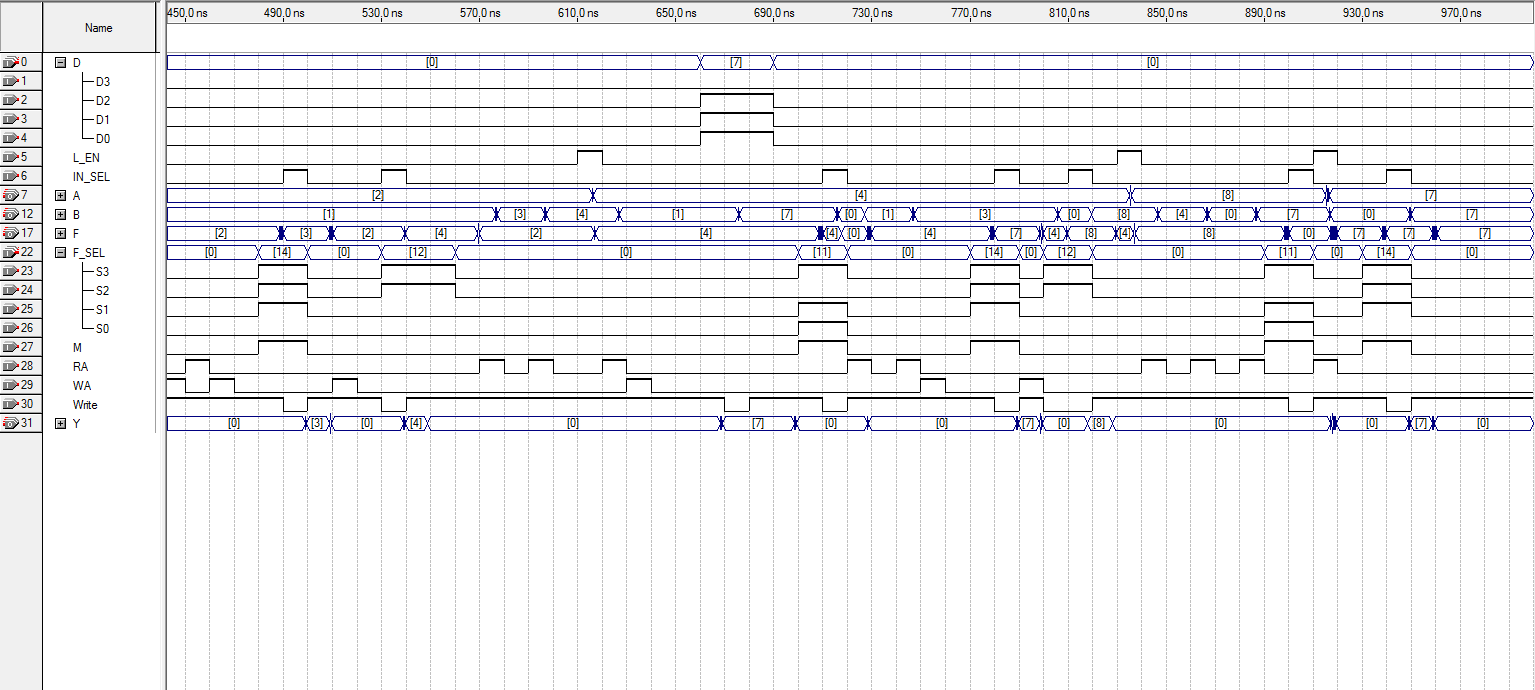 450.0 ns 490.0 ns 530.0 ns 570.0 ns 610.0 ns 650.0 ns 690.0 ns 730.0 ns 770.0 ns 810.0 ns 850.0 ns 890.0 ns 930.0 ns 970.0 ns
Name
0 D [0] [7] [0]
1 D3
2 D2
3 D1
4 D0
5 L_EN
6 IN_SEL
7 A [2] [4] [8] [7]
12 B [1] [3] [4] [1] [7] [0] [1] [3] [0] [8] [4] [0] [7] [0] [7]
17 F [2] [3] [2] [4] [2] [4] [4] [0] [4] [7] [4] [8] [4] [8] [0] [7] [7] [7]
22 F_SEL [0] [14] [0] [12] [0] [11] [0] [14] [0] [12] [0] [11] [0] [14] [0]
23 S3
24 S2
25 S1
26 S0
27 M
28 RA
29 WA
30 Write
31 Y [0] [3] [0] [4] [0] [7] [0] [0] [7] [0] [8] [0] [0] [7] [0]